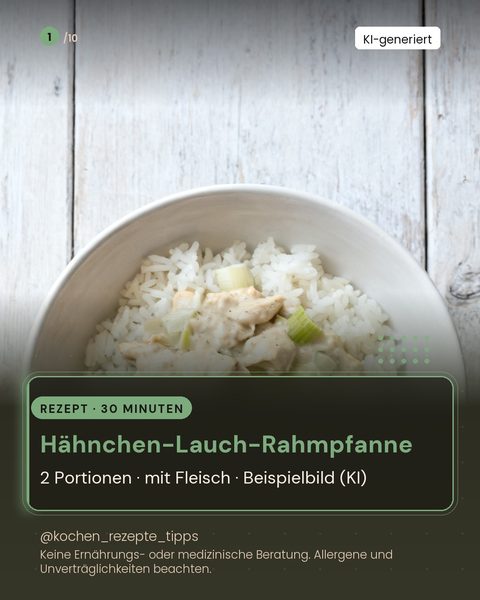 1 /10
KI-generiert
REZEPT · 30 MINUTEN
Hähnchen-Lauch-Rahmpfanne
2 Portionen · mit Fleisch · Beispielbild (KI)
@kochen_rezepte_tipps
Keine Ernährungs- oder medizinische Beratung. Allergene und
Unverträglichkeiten beachten.